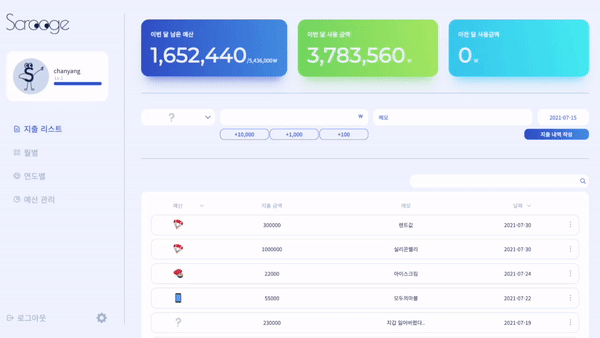 Scrooge
chanyang
Lv.0
지출 리스트
월별
연도별
예산 관리
로그아웃
이번 달 남은 예산
1,652,440 /5,436,000₩
이번 달 사용 금액
3,783,560 ₩
이전 달 사용금액
0 ₩
? ₩ 메모 2021-07-15
+10,000 +1,000 +100 지출 내역 작성
예산 지출 금액 메모 날짜
300000 렌트값 2021-07-30
1000000 실리콘밸리 2021-07-30
22000 아이스크림 2021-07-24
55000 모두의마블 2021-07-22
? 230000 지갑 잃어버렸다.. 2021-07-19